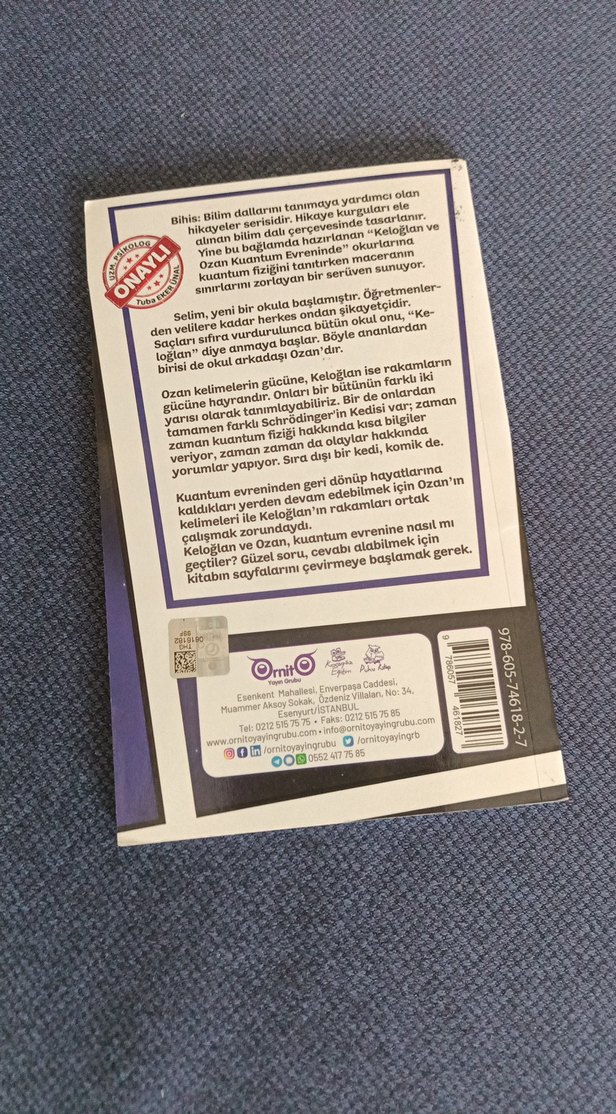 UZM. PSİKOLOG
ONAYLI
Tuba EKER ÜNAL
Bihis: Bilim dallarını tanımaya yardımcı olan
hikayeler serisidir. Hikaye kurguları ele
alınan bilim dalı çerçevesinde tasarlanır.
Yine bu bağlamda hazırlanan “Keloğlan ve
Ozan Kuantum Evreninde” okurlarına
kuantum fiziğini tanıtırken maceranın
sınırlarını zorlayan bir serüven sunuyor.
Selim, yeni bir okula başlamıştır. Öğretmenler-
den velilere kadar herkes ondan şikayetçidir.
Saçları sıfıra vurdurulunca bütün okul onu, “Ke-
loğlan” diye anmaya başlar. Böyle ananlardan
birisi de okul arkadaşı Ozan’dır.
Ozan kelimelerin gücüne, Keloğlan ise rakamların
gücüne hayrandır. Onları bir bütünün farklı iki
yarısı olarak tanımlayabiliriz. Bir de onlardan
tamamen farklı Schrödinger'in Kedisi var; zaman
zaman kuantum fiziği hakkında kısa bilgiler
veriyor, zaman zaman da olaylar hakkında
yorumlar yapıyor. Sıra dışı bir kedi, komik de.
Kuantum evreninden geri dönüp hayatlarına
kaldıkları yerden devam edebilmek için Ozan’ın
kelimeleri ile Keloğlan’ın rakamları ortak
çalışmak zorundaydı.
Keloğlan ve Ozan, kuantum evrenine nasıl mı
geçtiler? Güzel soru, cevabı alabilmek için
kitabın sayfalarını çevirmeye başlamak gerek.
THG
0616182
99F
OrnitO
Yayın Grubu
Esenkent Mahallesi, Enverpaşa Caddesi,
Muammer Aksoy Sokak, Özdeniz Villaları, No: 34,
Esenyurt/İSTANBUL
Tel: 0212 515 75 75 • Faks: 0212 515 75 85
www.ornitoyayingrubu.com • info@ornitoyayingrubu.com
/ornitoyayingrubu /ornitoyayingrb
0552 417 75 85
978-605-74618-2-7
9 786057 461827